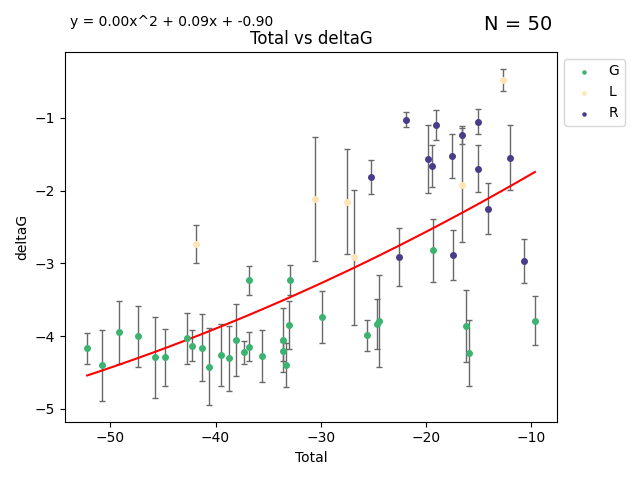 y = 0.00x^2 + 0.09x + -0.90
N = 50
Total vs deltaG
G
L
R
−1
−2
−3
−4
−5
deltaG
−50
−40
−30
−20
−10
Total